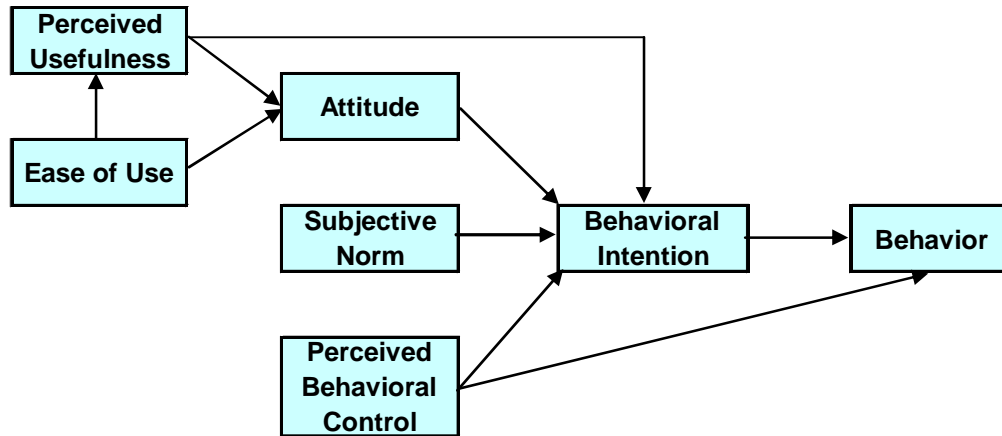 Perceived
Usefulness
Attitude
Ease of Use
Subjective
Norm
Behavioral
Intention
Behavior
Perceived
Behavioral
Control